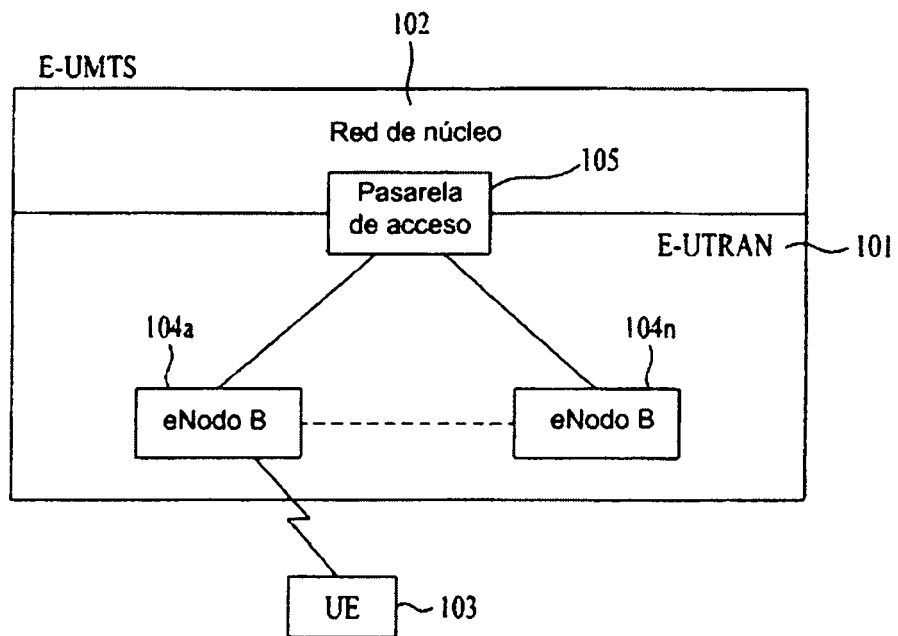 102
E-UMTS
Red de núcleo
105
Pasarela
de acceso
E-UTRAN
101
104a
104n
eNodo B
eNodo B
UE
103